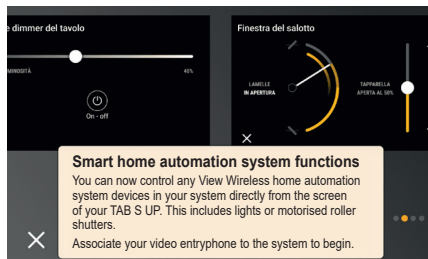 e dimmer del tavolo
Finestra del salotto
MINOSITÀ
40%
On - off
LAMELLE
IN APERTURA
TAPPARELLA
APERTA AL 50%
Smart home automation system functions
You can now control any View Wireless home automation
system devices in your system directly from the screen
of your TAB S UP. This includes lights or motorised roller
shutters.
Associate your video entryphone to the system to begin.